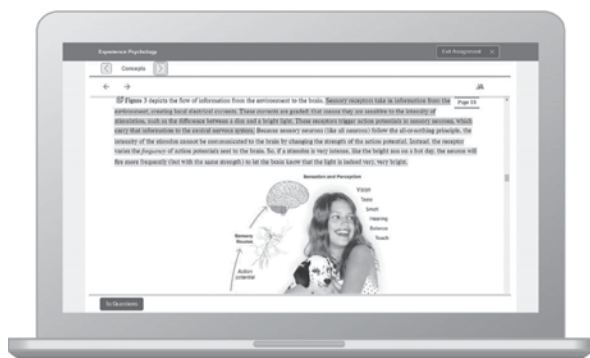 Experience Psychology
Exit Assignment ×
Concepts
Figure 3 depicts the flow of information from the environment to the brain. Sensory reception take in information from the
Page 33
environment, creating local electrical currents. These currents are graded; that means they are sensitive to the intensity of
stimulation, such as the difference between a dim and a bright light. These receptors trigger action potentials in sensory neurons, which
carry that information to the central nervous system. Because sensory neurons (like all neurons) follow the all-or-nothing principle, the
intensity of the stimulus cannot be communicated to the brain by changing the strength of the action potential. Instead, the receptor
varies the frequency of action potentials sent to the brain. So, if a stimulus is very intense, like the bright sun on a hot day, the neuron will
fire more frequently (but with the same strength) to let the brain know that the light is indeed very, very bright.
Sensation and Perception
Vision
Taste
Smell
Hearing
Balance
Touch
Sensory
Neuron
Action
potential
To Questions